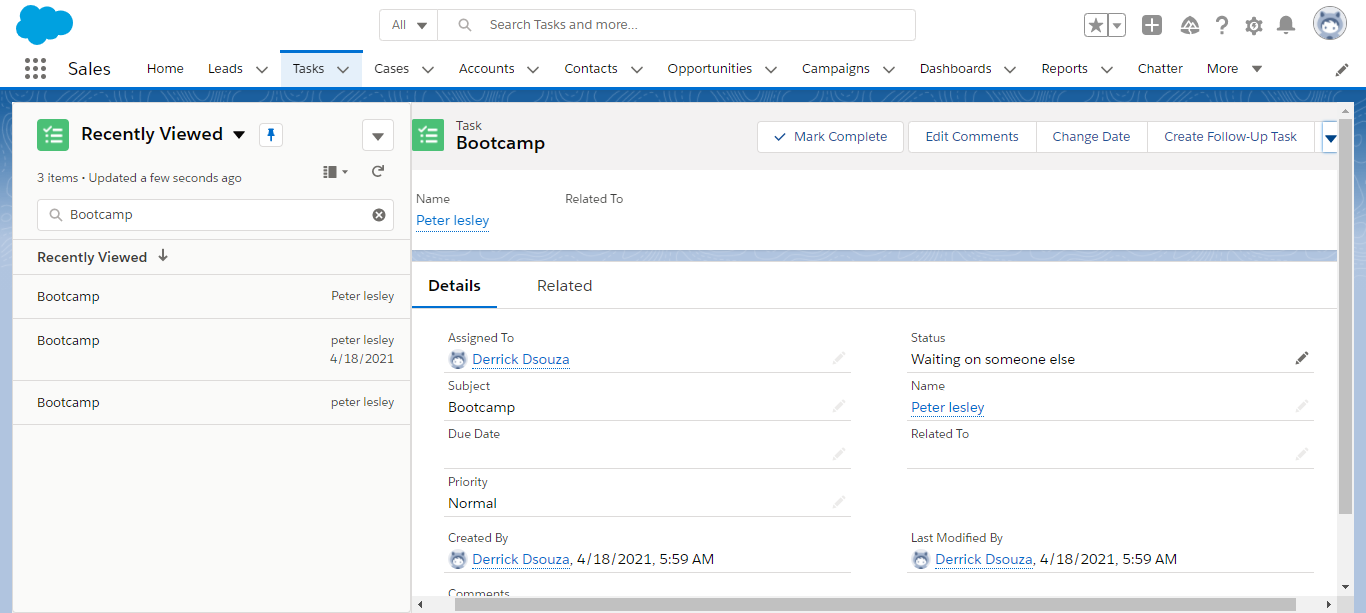 All
Search Tasks and more...
Sales
Home
Leads
Tasks
Cases
Accounts
Contacts
Opportunities
Campaigns
Dashboards
Reports
Chatter
More
Recently Viewed
3 items • Updated a few seconds ago
Bootcamp
Recently Viewed
Bootcamp Peter lesley
Bootcamp peter lesley
4/18/2021
Bootcamp peter lesley
Task
Bootcamp
Mark Complete
Edit Comments
Change Date
Create Follow-Up Task
Name Related To
Peter lesley
Details Related
Assigned To
Derrick Dsouza
Status
Waiting on someone else
Subject
Bootcamp
Name
Peter lesley
Due Date
Related To
Priority
Normal
Created By
Derrick Dsouza, 4/18/2021, 5:59 AM
Last Modified By
Derrick Dsouza, 4/18/2021, 5:59 AM
Comments